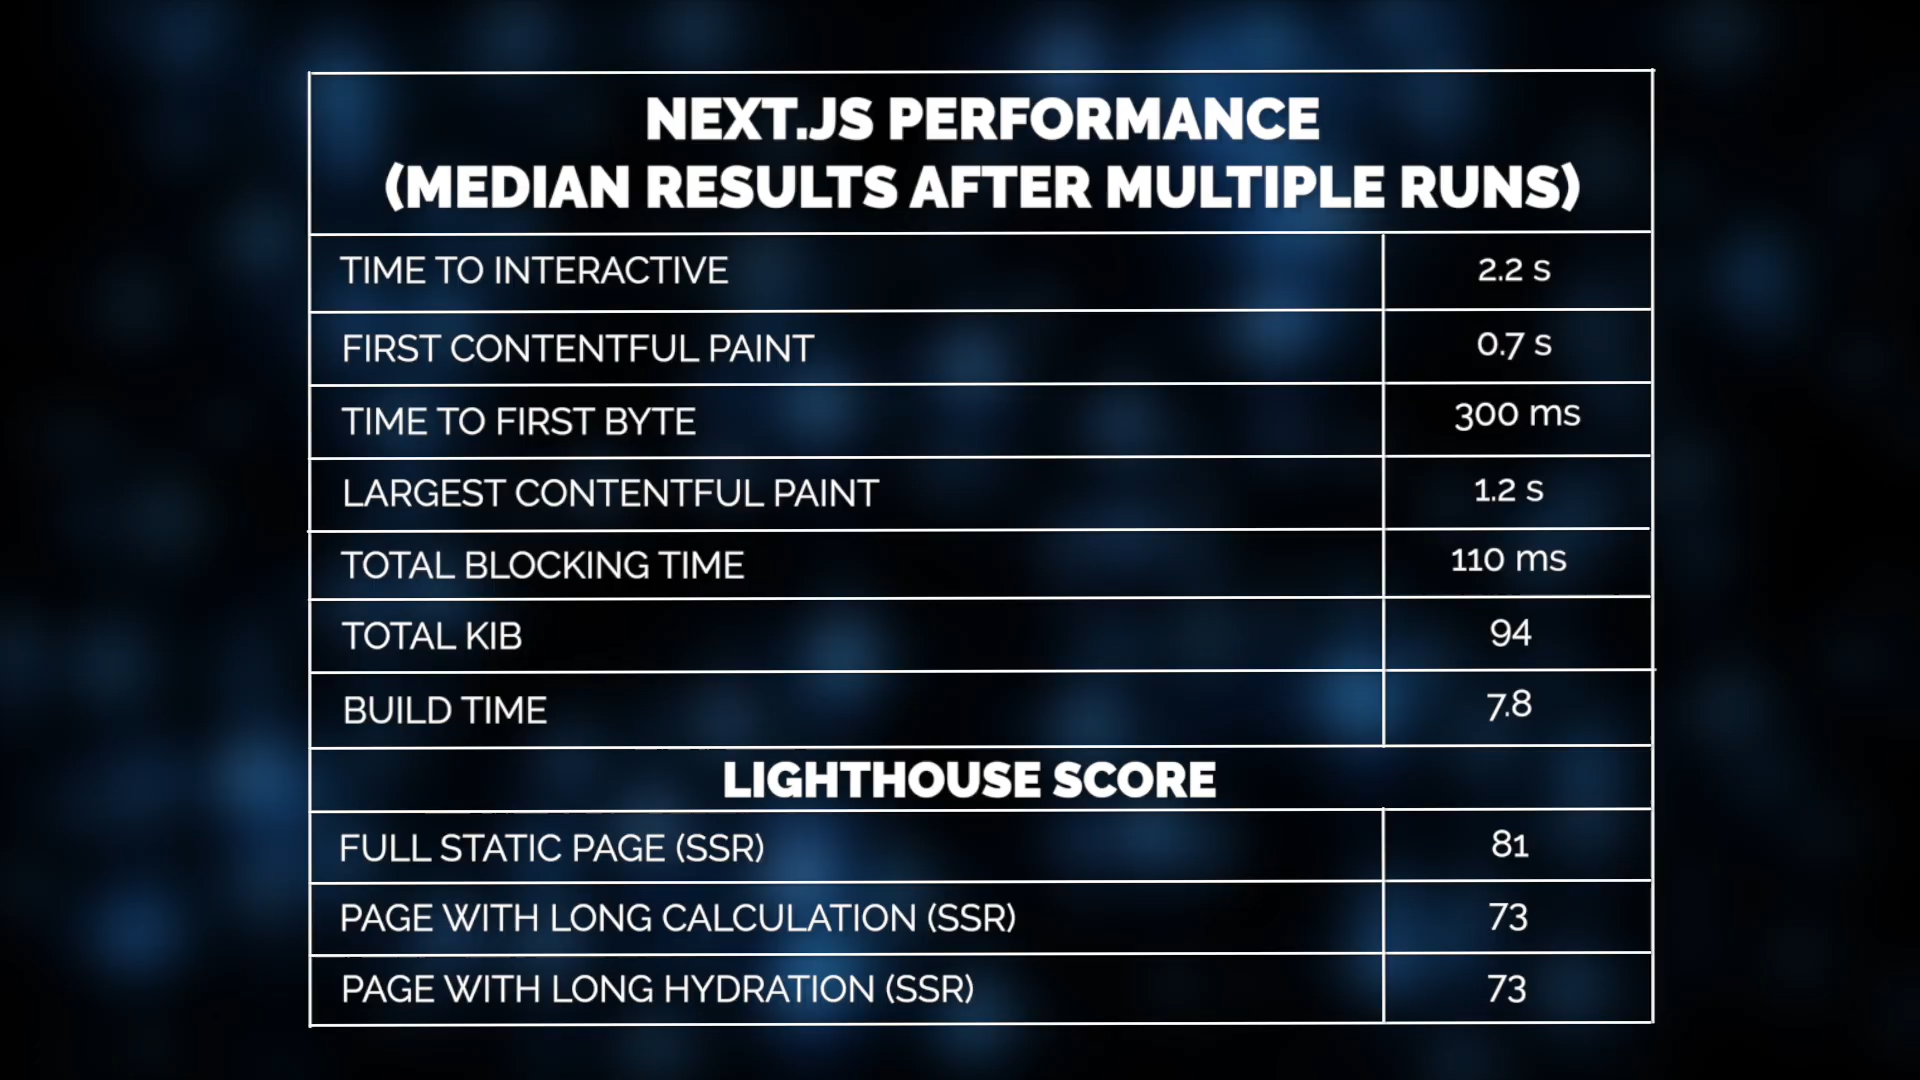 NEXT.JS PERFORMANCE
(MEDIAN RESULTS AFTER MULTIPLE RUNS)
TIME TO INTERACTIVE 2.2 s
FIRST CONTENTFUL PAINT 0.7 s
TIME TO FIRST BYTE 300 ms
LARGEST CONTENTFUL PAINT 1.2 s
TOTAL BLOCKING TIME 110 ms
TOTAL KIB 94
BUILD TIME 7.8
LIGHTHOUSE SCORE
FULL STATIC PAGE (SSR) 81
PAGE WITH LONG CALCULATION (SSR) 73
PAGE WITH LONG HYDRATION (SSR) 73